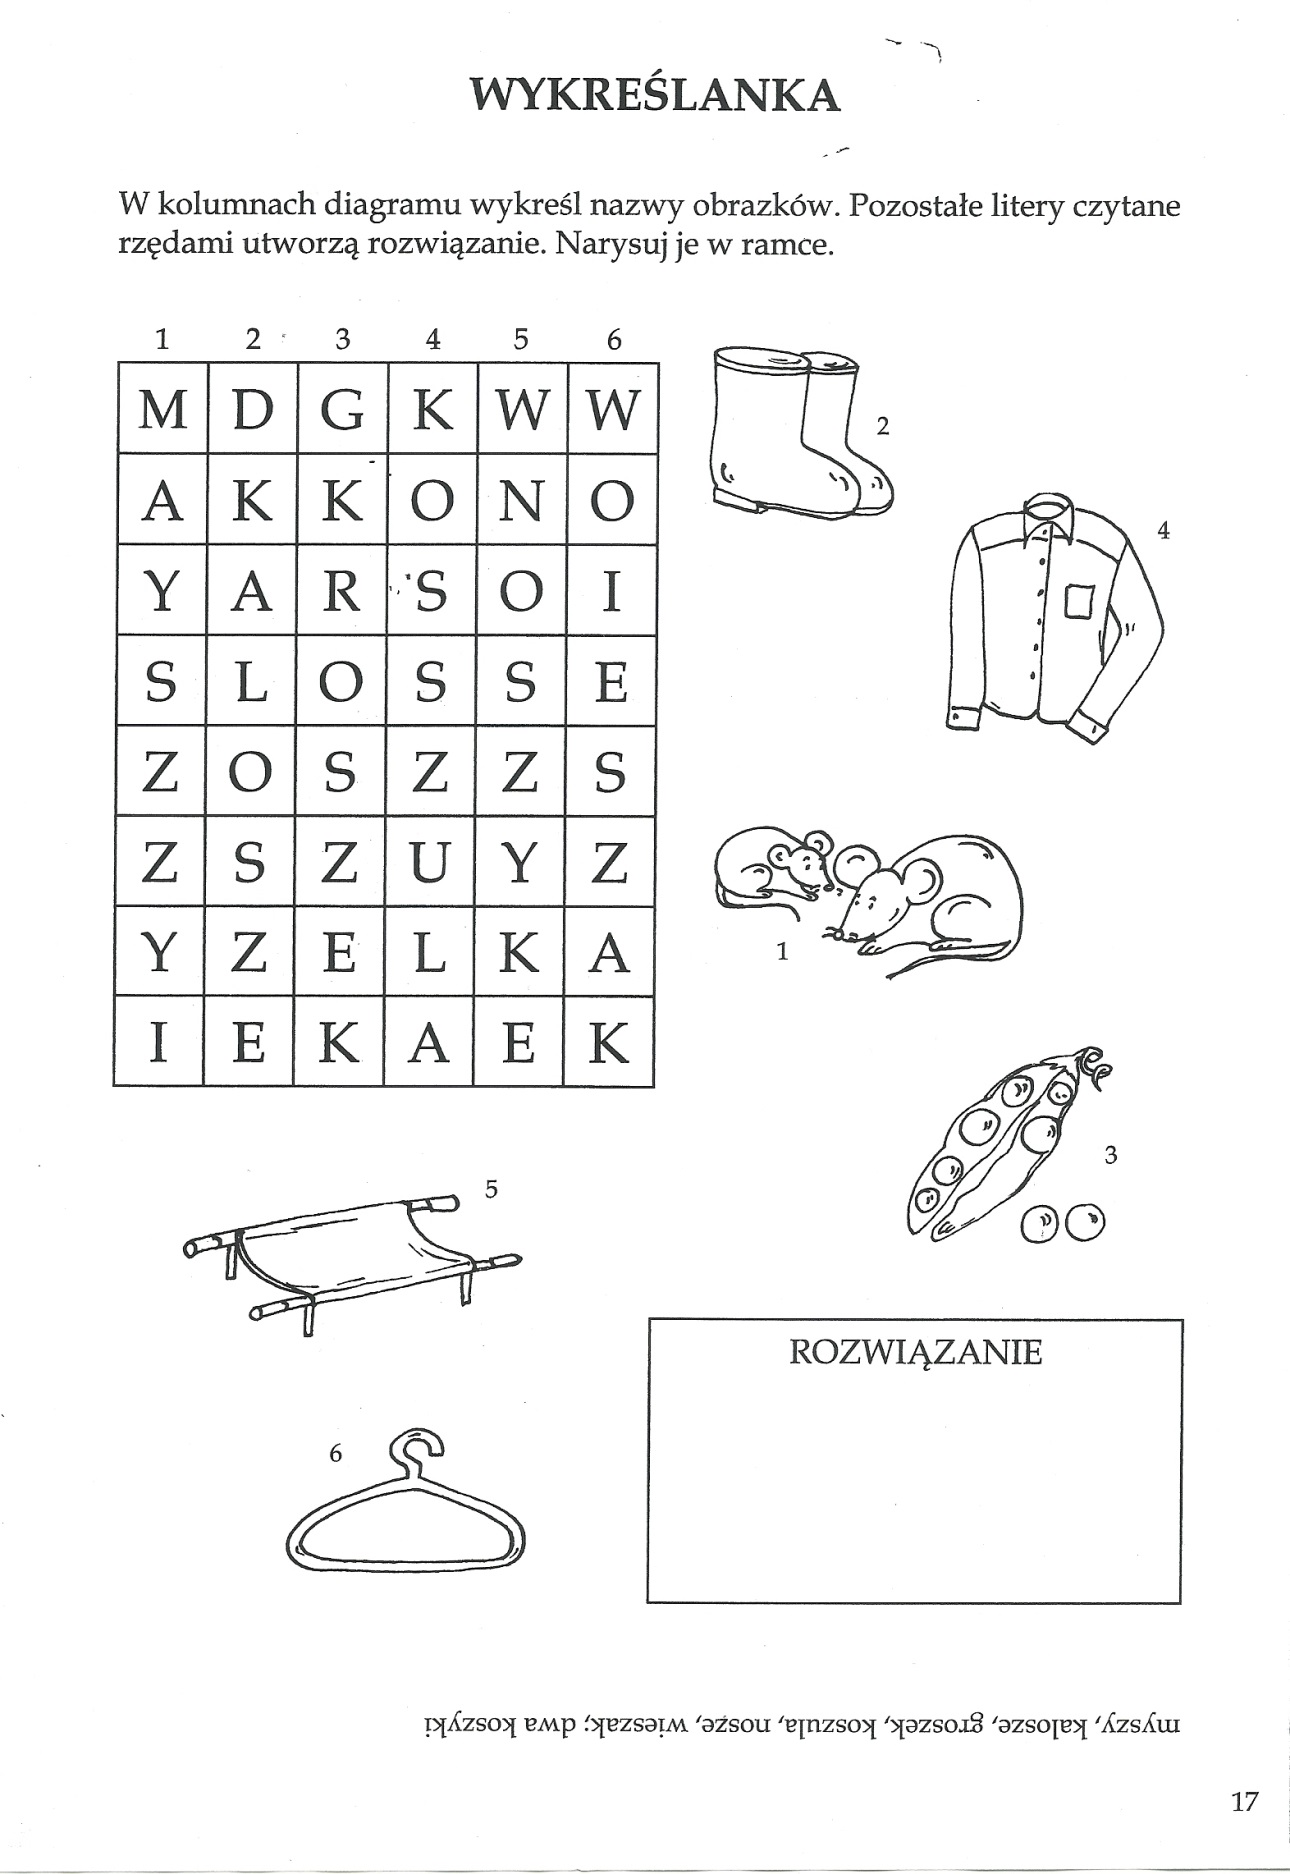 WYKREŚLANKA
W kolumnach diagramu wykreśl nazwy obrazków. Pozostałe litery czytane
rzędami utworzą rozwiązanie. Narysuj je w ramce.
1 2 3 4 5 6
M D G K W W
A K K O N O
Y A R S O I
S L O S S E
Z O S Z Z S
Z S Z U Y Z
Y Z E L K A
I E K A E K
2
4
1
3
5
6
ROZWIĄZANIE
myszy, kalosze, groszek, koszula, nosze, wieszak; dwa koszyki
17